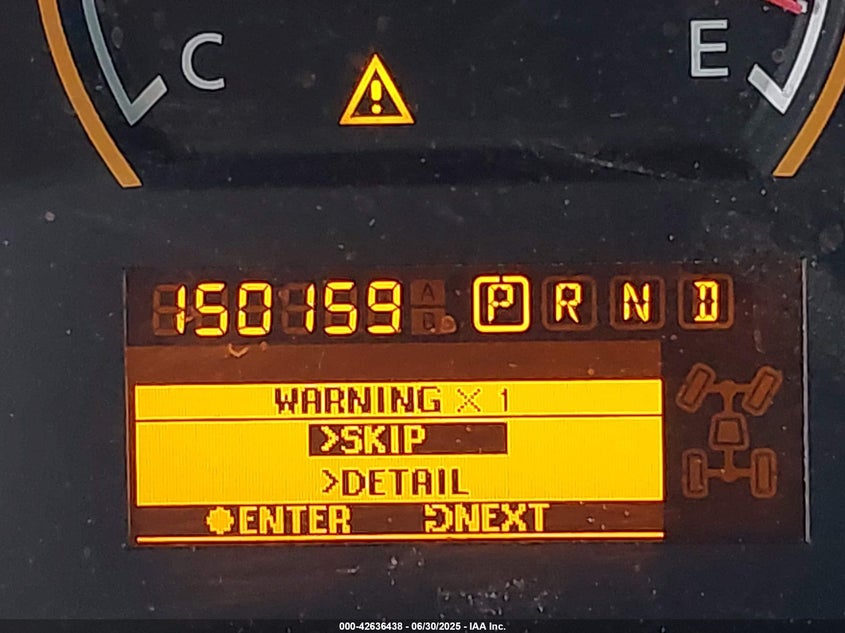 C E
150159 P R N D
WARNING × 1
>SKIP
>DETAIL
ENTER NEXT
000-42636438 - 06/30/2025 - IAA Inc.